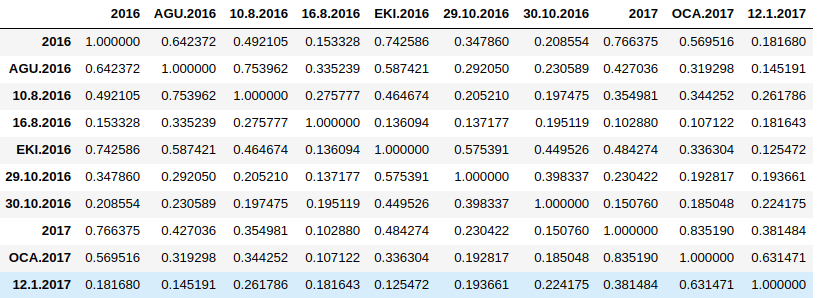 2016 AGU.2016 10.8.2016 16.8.2016 EKI.2016 29.10.2016 30.10.2016 2017 OCA.2017 12.1.2017
2016 1.000000 0.642372 0.492105 0.153328 0.742586 0.347860 0.208554 0.766375 0.569516 0.181680
AGU.2016 0.642372 1.000000 0.753962 0.335239 0.587421 0.292050 0.230589 0.427036 0.319298 0.145191
10.8.2016 0.492105 0.753962 1.000000 0.275777 0.464674 0.205210 0.197475 0.354981 0.344252 0.261786
16.8.2016 0.153328 0.335239 0.275777 1.000000 0.136094 0.137177 0.195119 0.102880 0.107122 0.181643
EKI.2016 0.742586 0.587421 0.464674 0.136094 1.000000 0.575391 0.449526 0.484274 0.336304 0.125472
29.10.2016 0.347860 0.292050 0.205210 0.137177 0.575391 1.000000 0.398337 0.230422 0.192817 0.193661
30.10.2016 0.208554 0.230589 0.197475 0.195119 0.449526 0.398337 1.000000 0.150760 0.185048 0.224175
2017 0.766375 0.427036 0.354981 0.102880 0.484274 0.230422 0.150760 1.000000 0.835190 0.381484
OCA.2017 0.569516 0.319298 0.344252 0.107122 0.336304 0.192817 0.185048 0.835190 1.000000 0.631471
12.1.2017 0.181680 0.145191 0.261786 0.181643 0.125472 0.193661 0.224175 0.381484 0.631471 1.000000